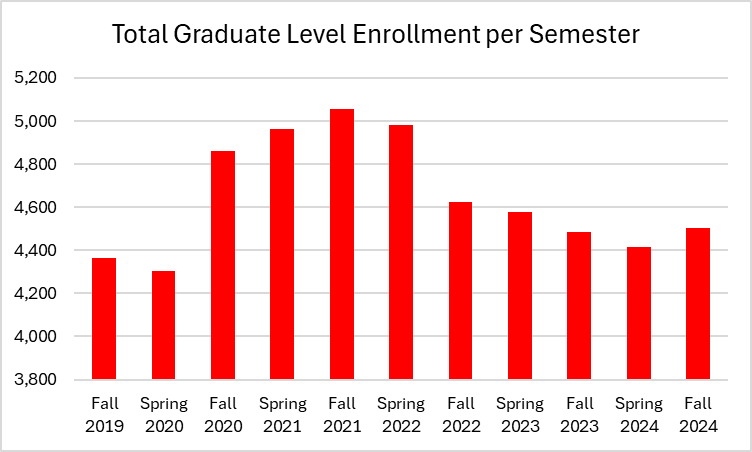 Total Graduate Level Enrollment per Semester
5,200
5,000
4,800
4,600
4,400
4,200
4,000
3,800
Fall Spring Fall Spring Fall Spring Fall Spring Fall Spring Fall
2019 2020 2020 2021 2021 2022 2022 2023 2023 2024 2024